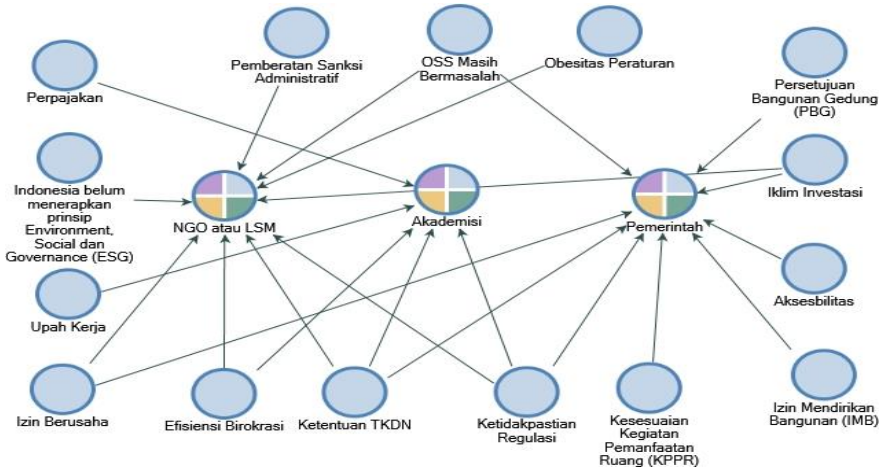 Perpajakan
Pemberatan Sanksi
Administratif
OSS Masih
Bermasalah
Obesitas Peraturan
Persetujuan
Bangunan Gedung
(PBG)
Indonesia belum
menerapkan
prinsip
Environment,
Social dan
Governance (ESG)
NGO atau LSM
Akademisi
Pemerintah
Iklim Investasi
Upah Kerja
Aksesbilitas
Izin Berusaha
Efisiensi Birokrasi
Ketentuan TKDN
Ketidakpastian
Regulasi
Kesesuaian
Kegiatan
Pemanfaatan
Ruang (KPPR)
Izin Mendirikan
Bangunan (IMB)